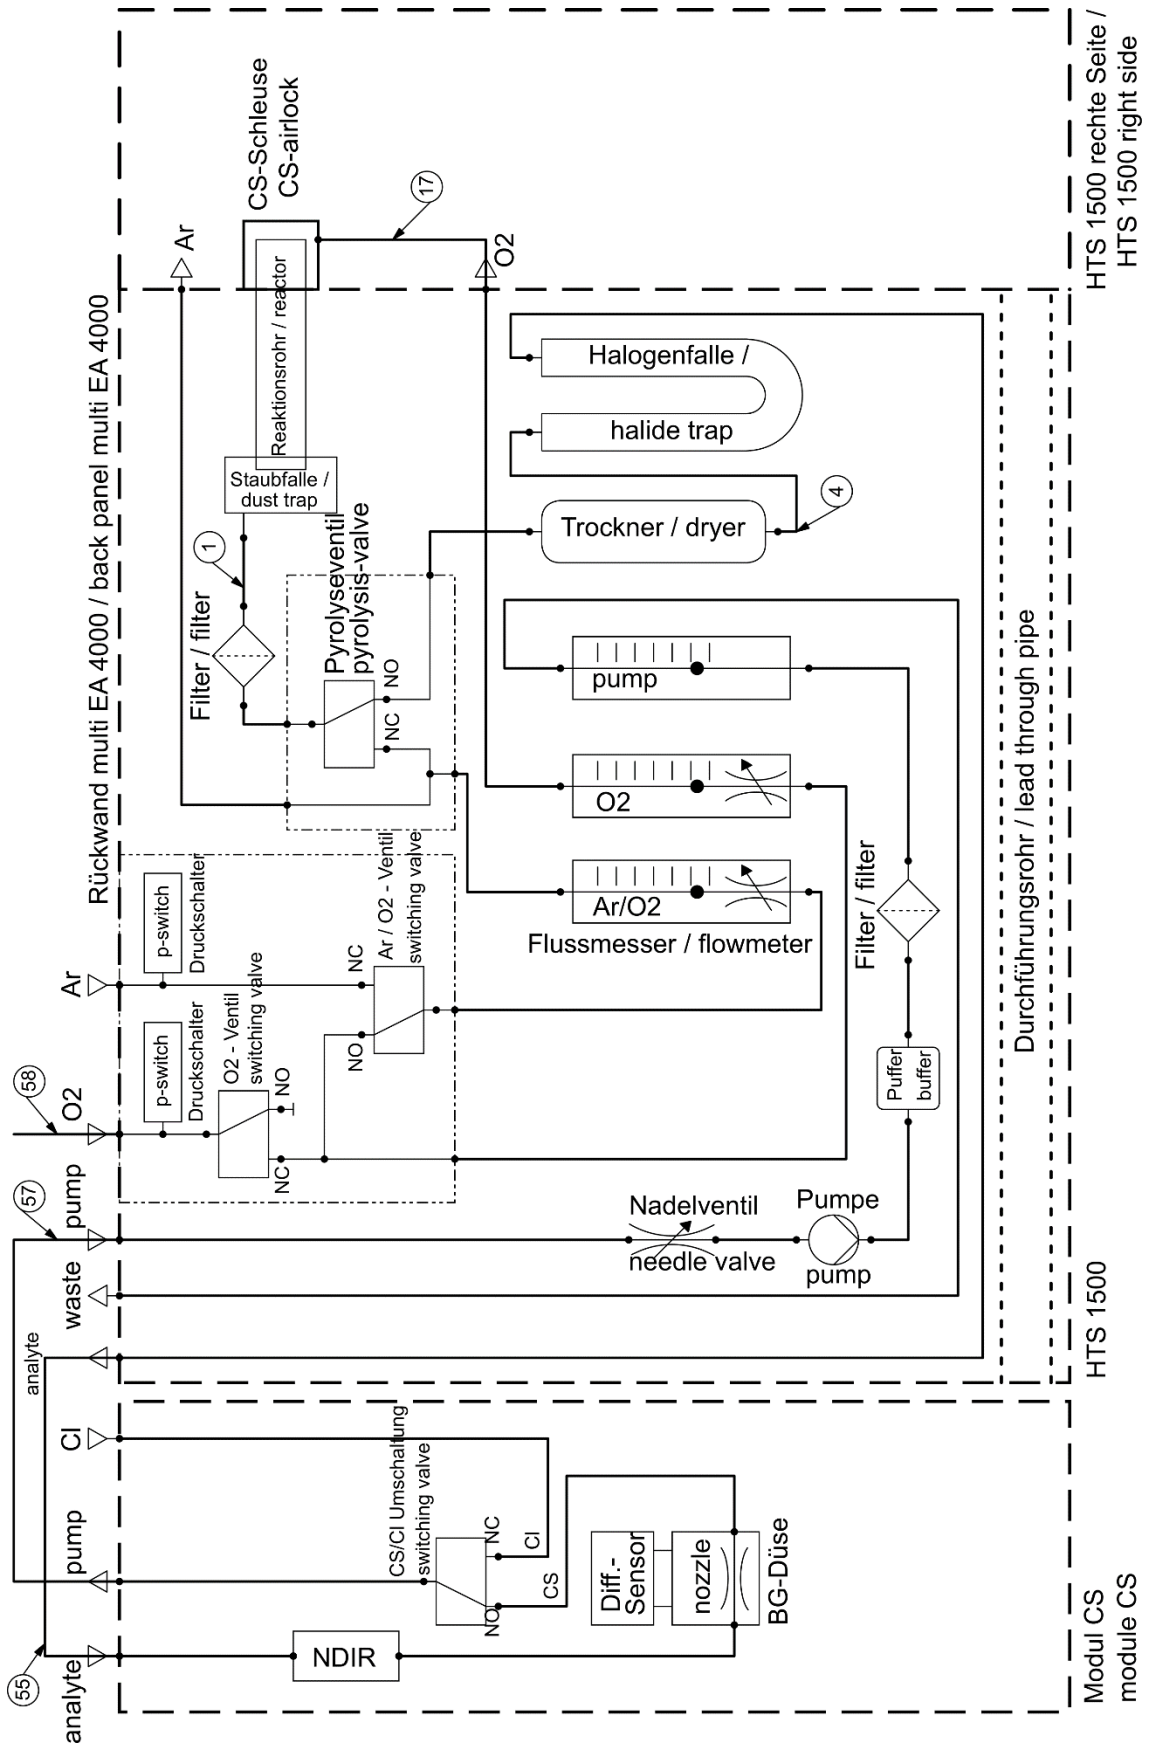 HTS 1500 rechte Seite /
HTS 1500 right side
CS-Schleuse
CS-airlock
17
Ar
O2
Rückwand multi EA 4000 / back panel multi EA 4000
Reaktionsrohr / reactor
Staubfalle /
dust trap
1
Filter / filter
Pyrolyseventil
pyrolysis-valve
NO
NC
Halogenfalle /
halide trap
4
Trockner / dryer
pump
O2
Ar/O2
Flussmesser / flowmeter
Filter / filter
Puffer
buffer
Durchführungsrohr / lead through pipe
Ar
p-switch
Druckschalter
Ar / O2 - Ventil
switching valve
NC
NO
58
O2
p-switch
Druckschalter
O2 - Ventil
switching valve
NO
NC
57
pump
Nadelventil
needle valve
Pumpe
pump
waste
analyte
HTS 1500
Cl
pump
CS/Cl Umschaltung
switching valve
NC
NO
Cl
CS
Diff.-
Sensor
nozzle
BG-Düse
NDIR
55
analyte
Modul CS
module CS